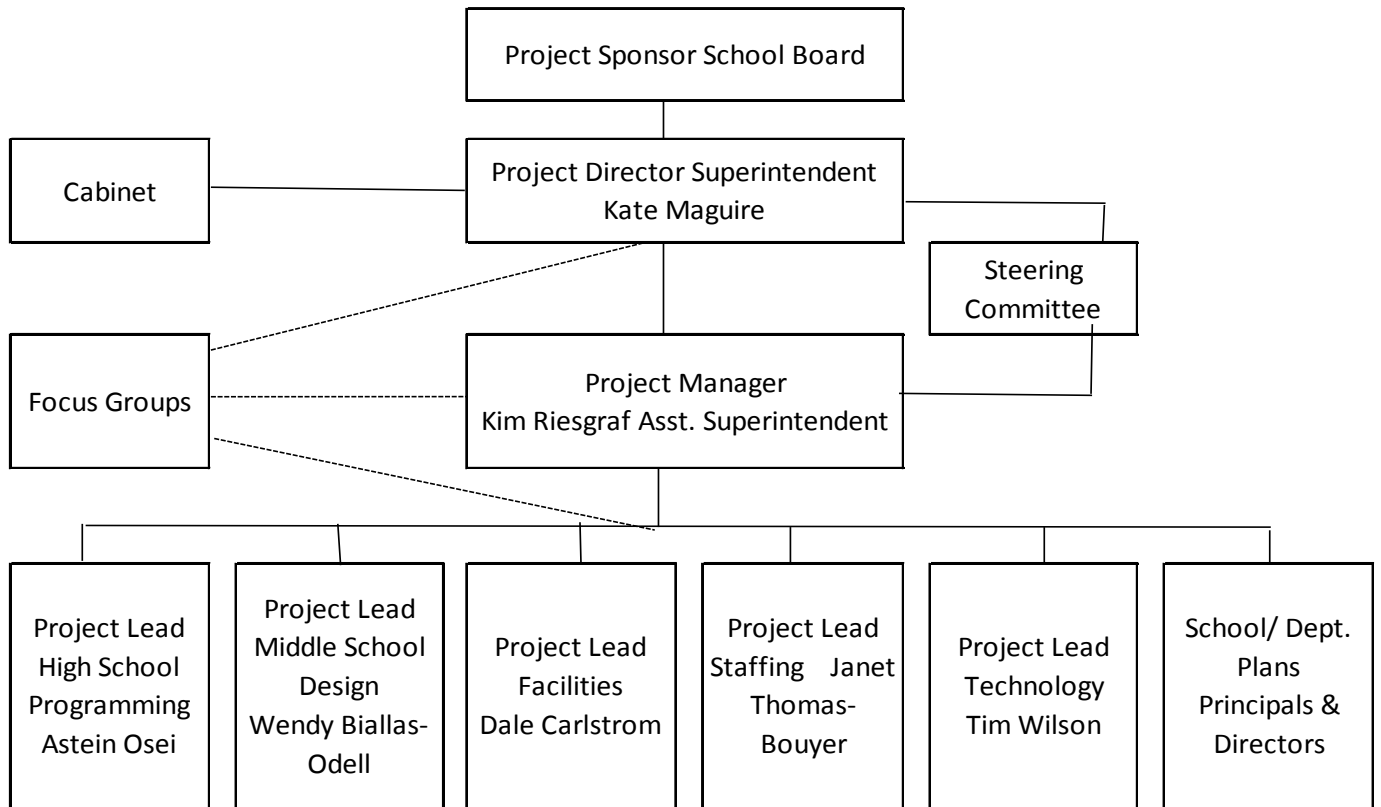 Project Sponsor School Board
Cabinet
Project Director Superintendent
Kate Maguire
Steering
Committee
Focus Groups
Project Manager
Kim Riesgraf Asst. Superintendent
Project Lead
High School
Programming
Astein Osei
Project Lead
Middle School
Design
Wendy Biallas-
Odell
Project Lead
Facilities
Dale Carlstrom
Project Lead
Staffing Janet
Thomas-
Bouyer
Project Lead
Technology
Tim Wilson
School/ Dept.
Plans
Principals &
Directors